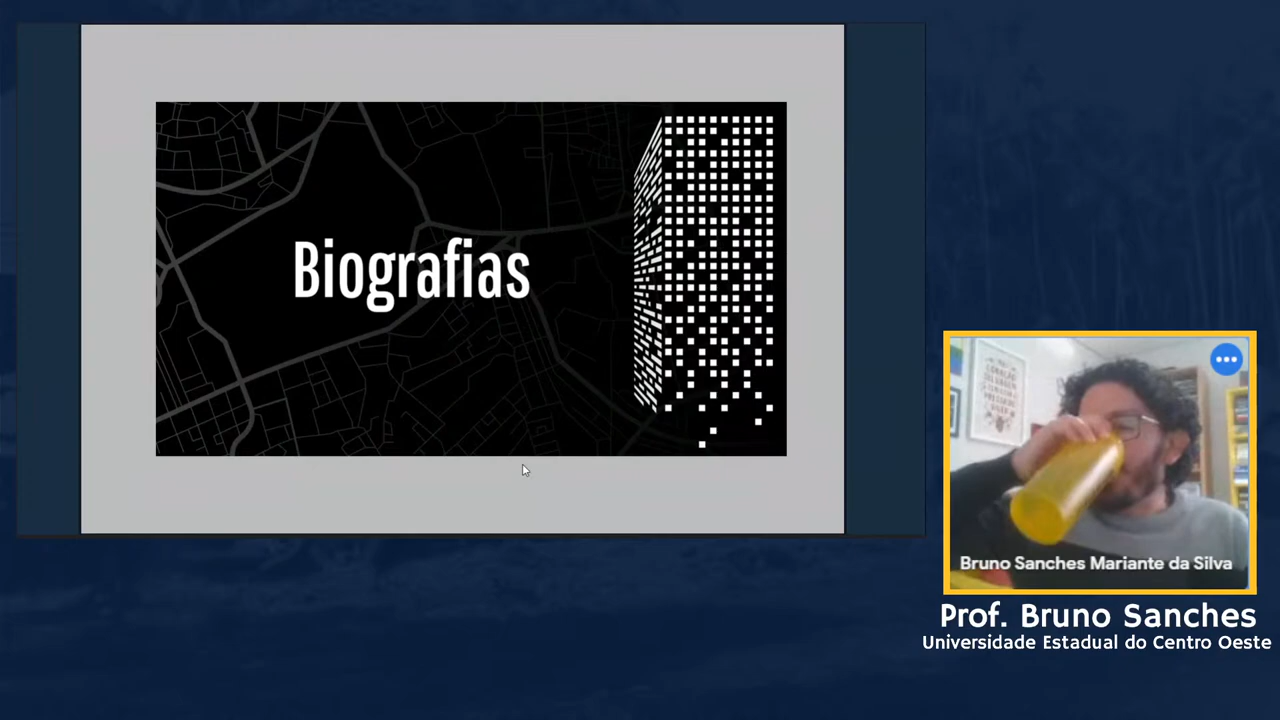 Biografias
Bruno Sanches Mariante da Silva
Prof. Bruno Sanches
Universidade Estadual do Centro Oeste